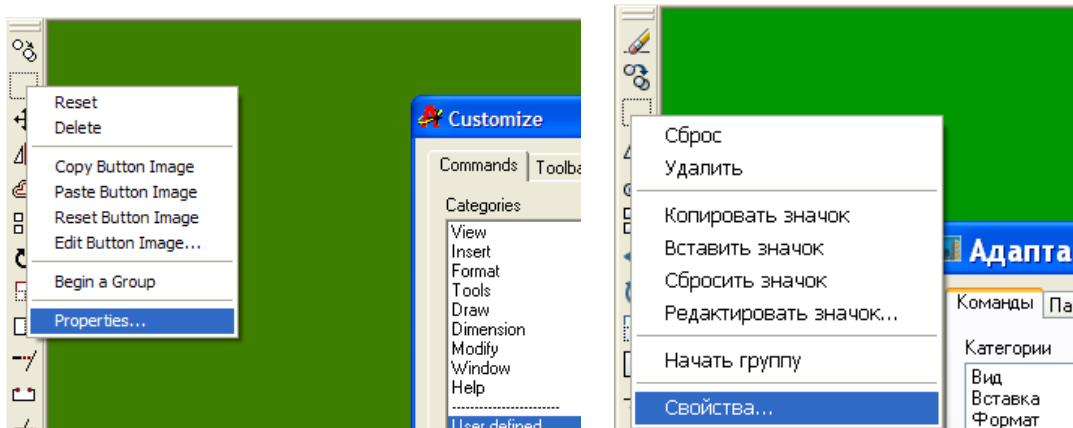 Reset
Delete
Copy Button Image
Paste Button Image
Reset Button Image
Edit Button Image...
Begin a Group
Properties...
Customize
Commands
Toolba
Categories
View
Insert
Format
Tools
Draw
Dimension
Modify
Window
Help
User defined
Сброс
Удалить
Копировать значок
Вставить значок
Сбросить значок
Редактировать значок...
Начать группу
Свойства...
Адапта
Команды
Па
Категории
Вид
Вставка
Формат